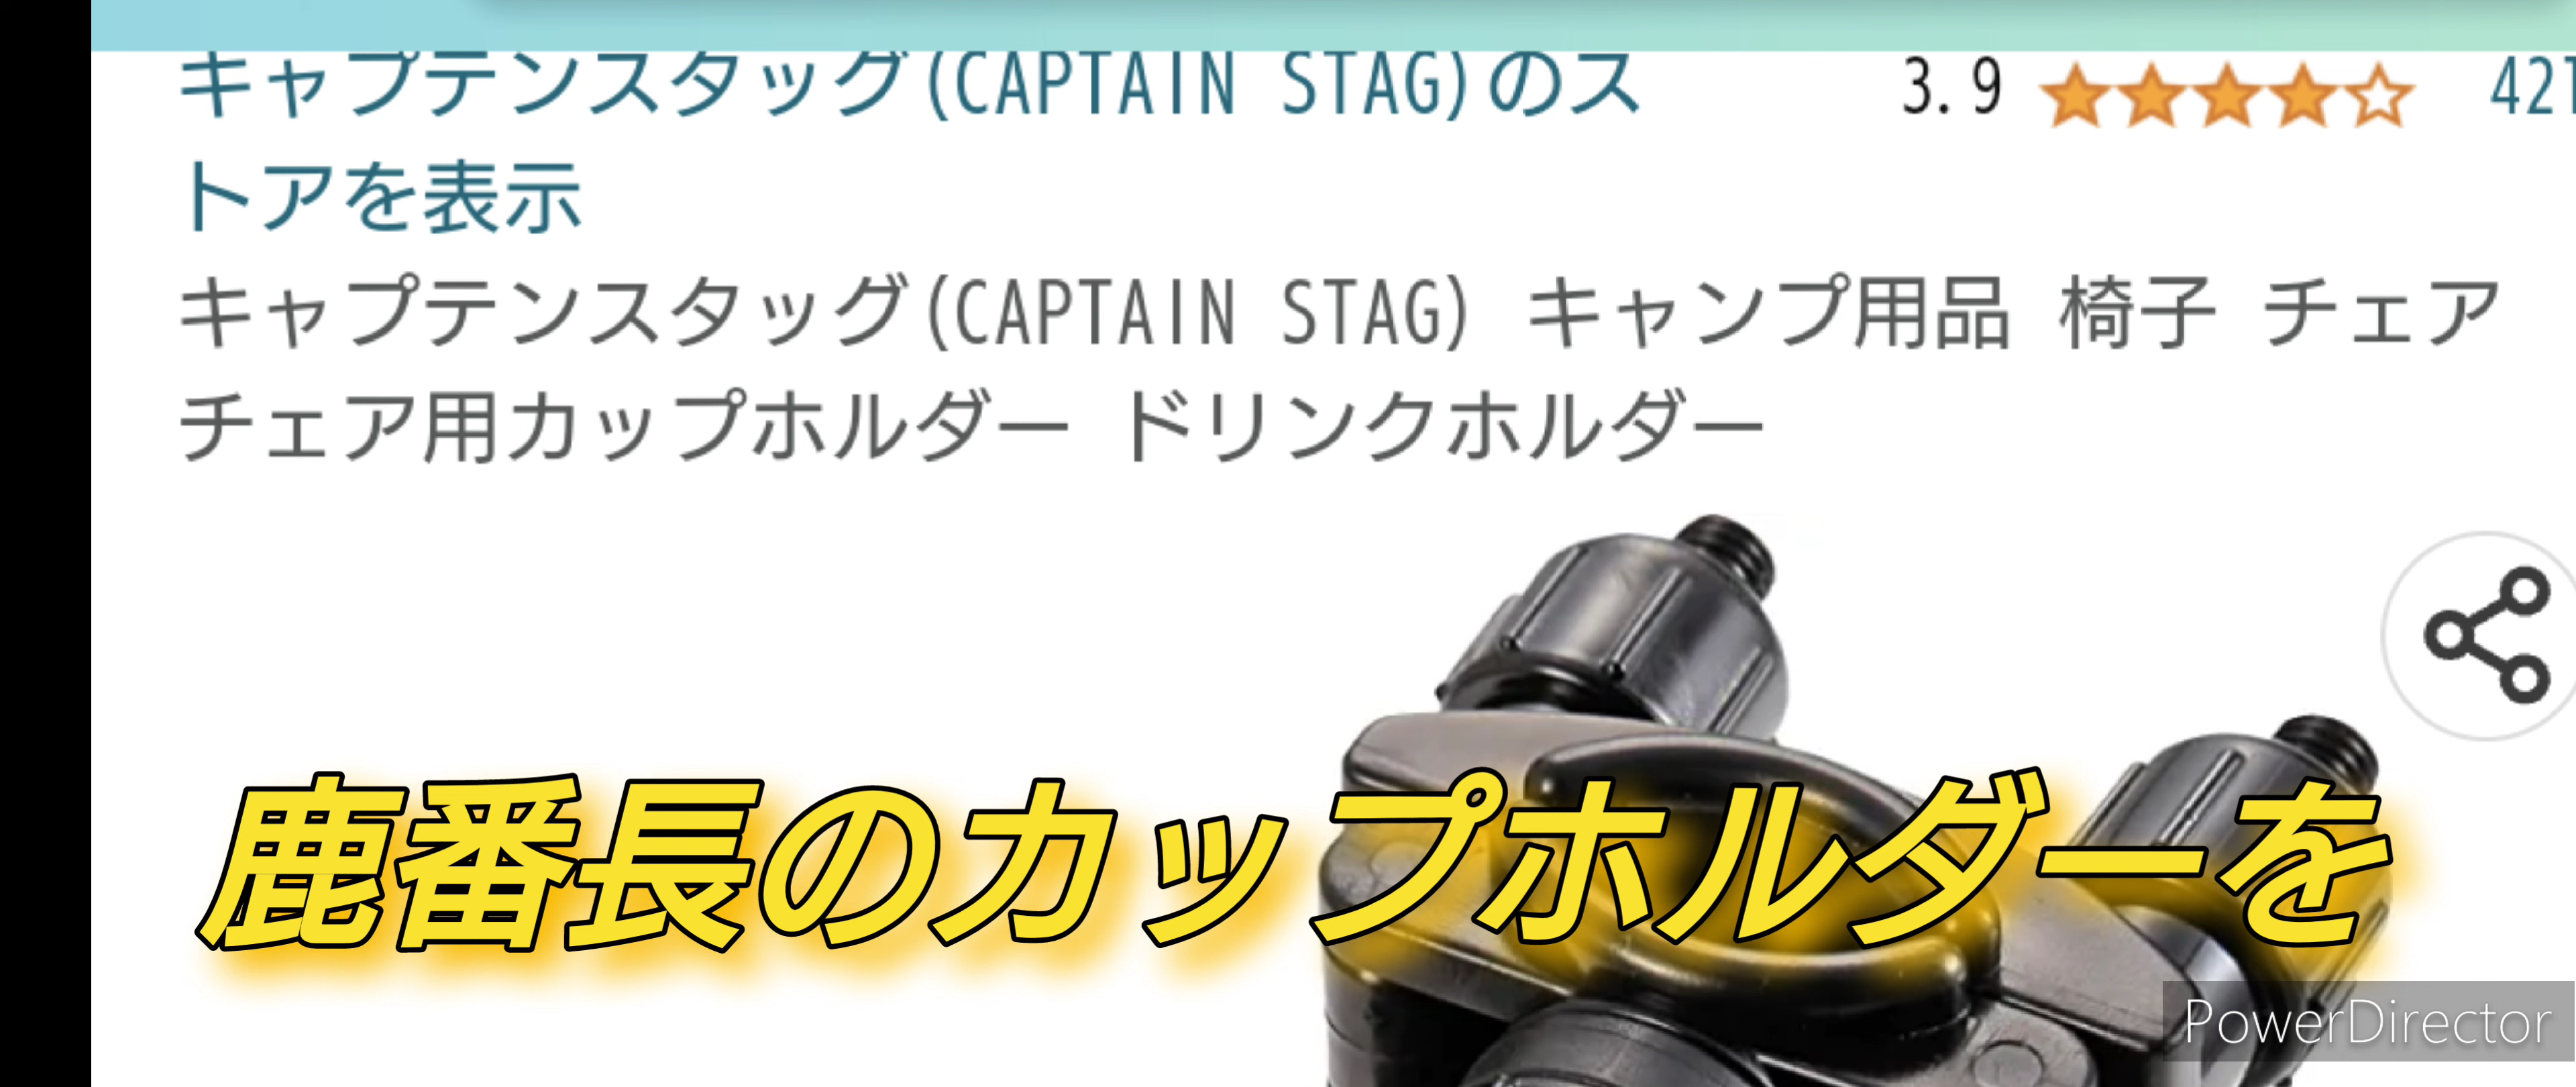 キャプテンスタッグ(CAPTAIN STAG)のス
トアを表示
3.9 421
キャプテンスタッグ(CAPTAIN STAG) キャンプ用品 椅子 チェア
チェア用カップホルダー ドリンクホルダー
鹿番長のカップホルダーを
PowerDirector